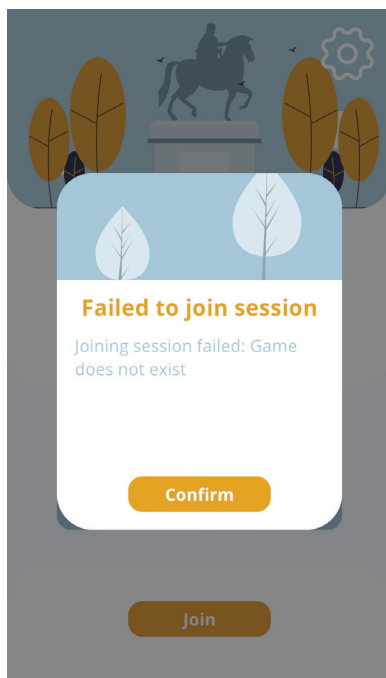 Failed to join session
Joining session failed: Game
does not exist
Confirm
Join